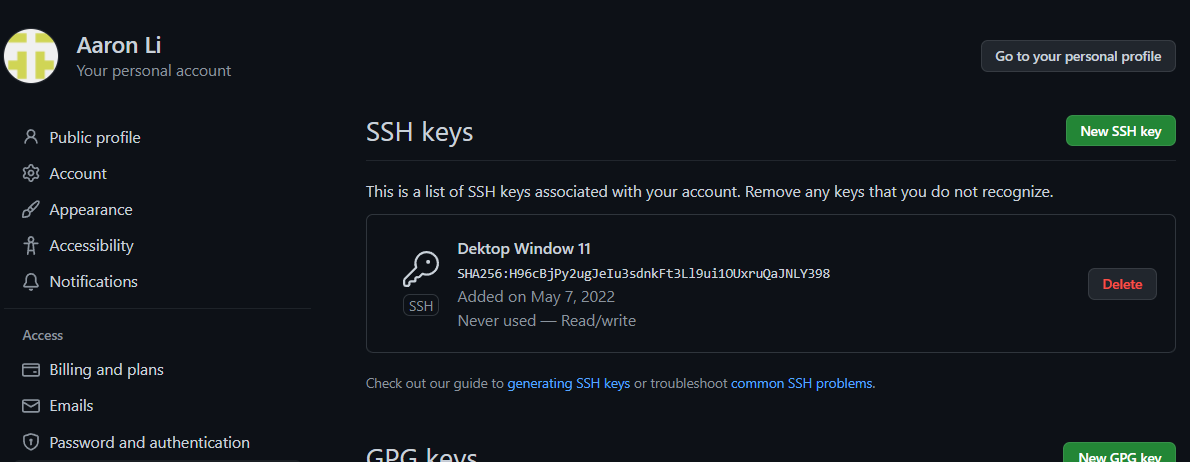 Aaron Li
Your personal account
Go to your personal profile
Public profile
Account
Appearance
Accessibility
Notifications
Access
Billing and plans
Emails
Password and authentication
SSH keys
New SSH key
This is a list of SSH keys associated with your account. Remove any keys that you do not recognize.
Dektop Window 11
SHA256:H96cBjPy2ugJeIu3sdnkFt3Ll9ui1OUxruQaJNLY398
Added on May 7, 2022
Never used — Read/write
SSH
Delete
Check out our guide to generating SSH keys or troubleshoot common SSH problems.
GPG keys
New GPG key